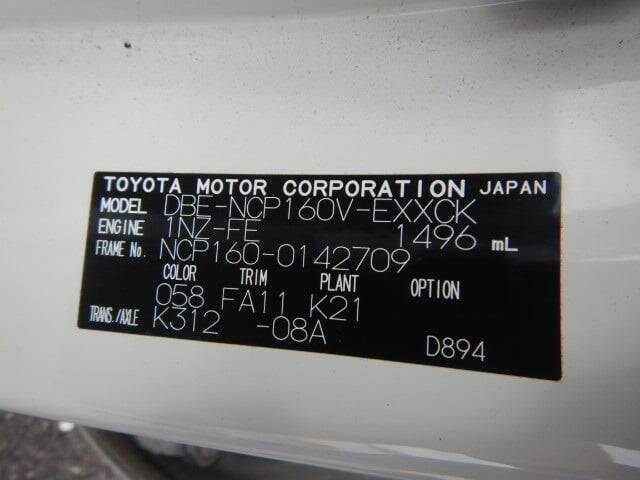 TOYOTA MOTOR CORPORATION JAPAN
MODEL DBE-NCP160V-EXXCK
ENGINE 1NZ-FE 1496 mL
FRAME No. NCP160-0142709
COLOR TRIM PLANT OPTION
058 FA11 K21
TRANS./AXLE K312 -08A
D894